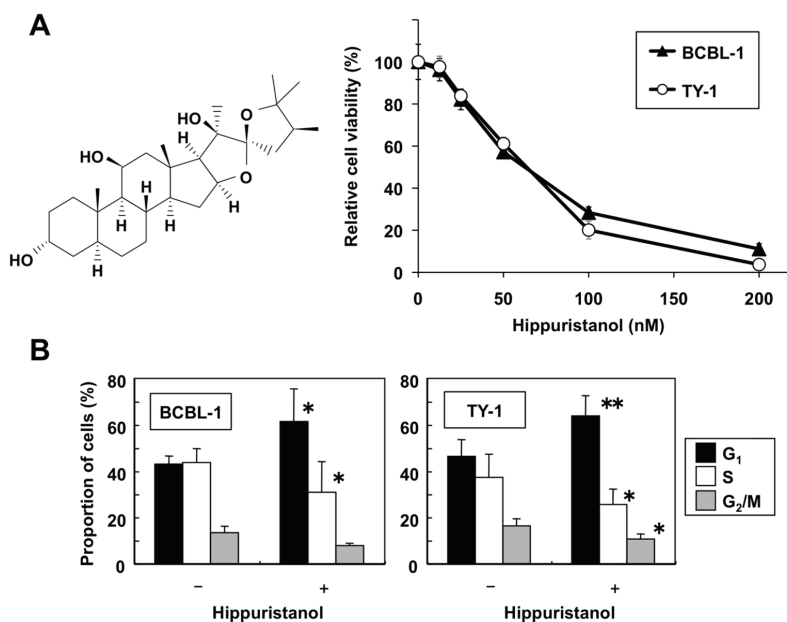 A
HO
HO
HO
O
O
H
H
H
H
H
H
Relative cell viability (%)
100
80
60
40
20
0
0 50 100 150 200
Hippuristanol (nM)
BCBL-1
TY-1
B
Proportion of cells (%)
80
60
40
20
0
BCBL-1
*
*
− +
Hippuristanol
80
60
40
20
0
TY-1
**
*
*
− +
Hippuristanol
G₁
S
G₂/M